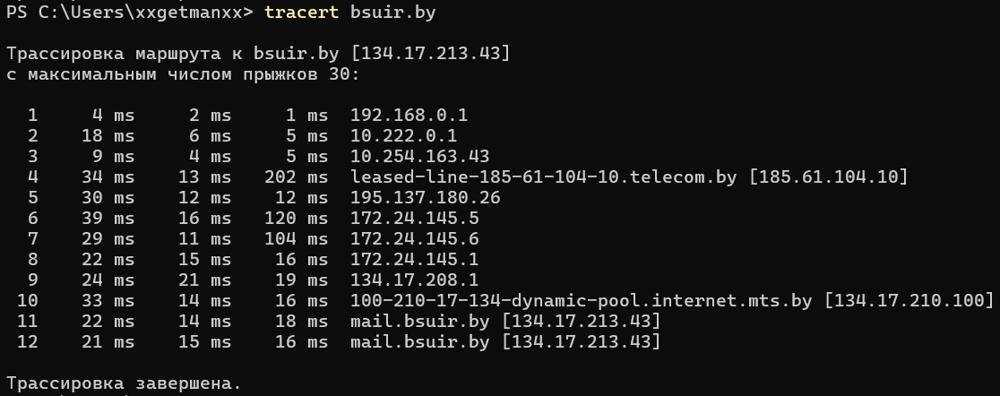 PS C:\Users\xxgetmanxx> tracert bsuir.by
Трассировка маршрута к bsuir.by [134.17.213.43]
с максимальным числом прыжков 30:
1 4 ms 2 ms 1 ms 192.168.0.1
2 18 ms 6 ms 5 ms 10.222.0.1
3 9 ms 4 ms 5 ms 10.254.163.43
4 34 ms 13 ms 202 ms leased-line-185-61-104-10.telecom.by [185.61.104.10]
5 30 ms 12 ms 12 ms 195.137.180.26
6 39 ms 16 ms 120 ms 172.24.145.5
7 29 ms 11 ms 104 ms 172.24.145.6
8 22 ms 15 ms 16 ms 172.24.145.1
9 24 ms 21 ms 19 ms 134.17.208.1
10 33 ms 14 ms 16 ms 100-210-17-134-dynamic-pool.internet.mts.by [134.17.210.100]
11 22 ms 14 ms 18 ms mail.bsuir.by [134.17.213.43]
12 21 ms 15 ms 16 ms mail.bsuir.by [134.17.213.43]
Трассировка завершена.